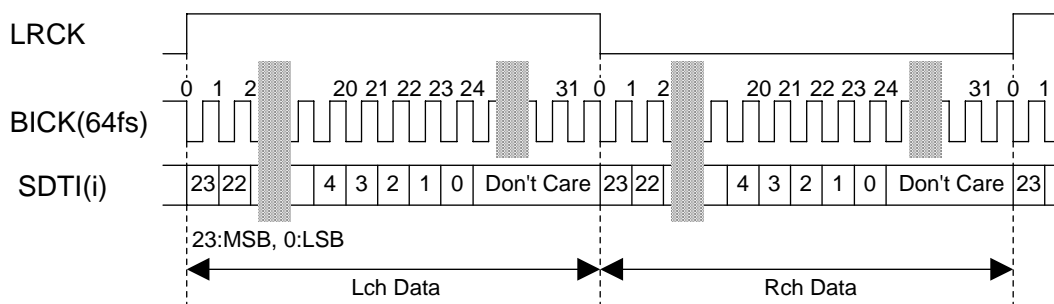 LRCK
0 1 2 20 21 22 23 24 31 0 1 2 20 21 22 23 24 31 0 1
BICK(64fs)
SDTI(i) 23 22 4 3 2 1 0 Don't Care 23 22 4 3 2 1 0 Don't Care 23
23:MSB, 0:LSB
Lch Data Rch Data